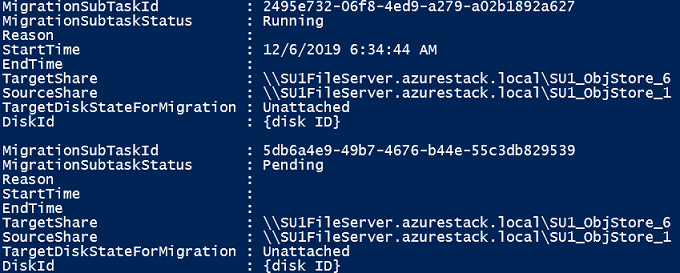 MigrationSubTaskId : 2495e732-06f8-4ed9-a279-a02b1892a627
MigrationSubtaskStatus : Running
Reason :
StartTime : 12/6/2019 6:34:44 AM
EndTime :
TargetShare : \\SU1FileServer.azurestack.local\SU1_ObjStore_6
SourceShare : \\SU1FileServer.azurestack.local\SU1_ObjStore_1
TargetDiskStateForMigration : Unattached
DiskId : {disk ID}
MigrationSubTaskId : 5db6a4e9-49b7-4676-b44e-55c3db829539
MigrationSubtaskStatus : Pending
Reason :
StartTime :
EndTime :
TargetShare : \\SU1FileServer.azurestack.local\SU1_ObjStore_6
SourceShare : \\SU1FileServer.azurestack.local\SU1_ObjStore_1
TargetDiskStateForMigration : Unattached
DiskId : {disk ID}